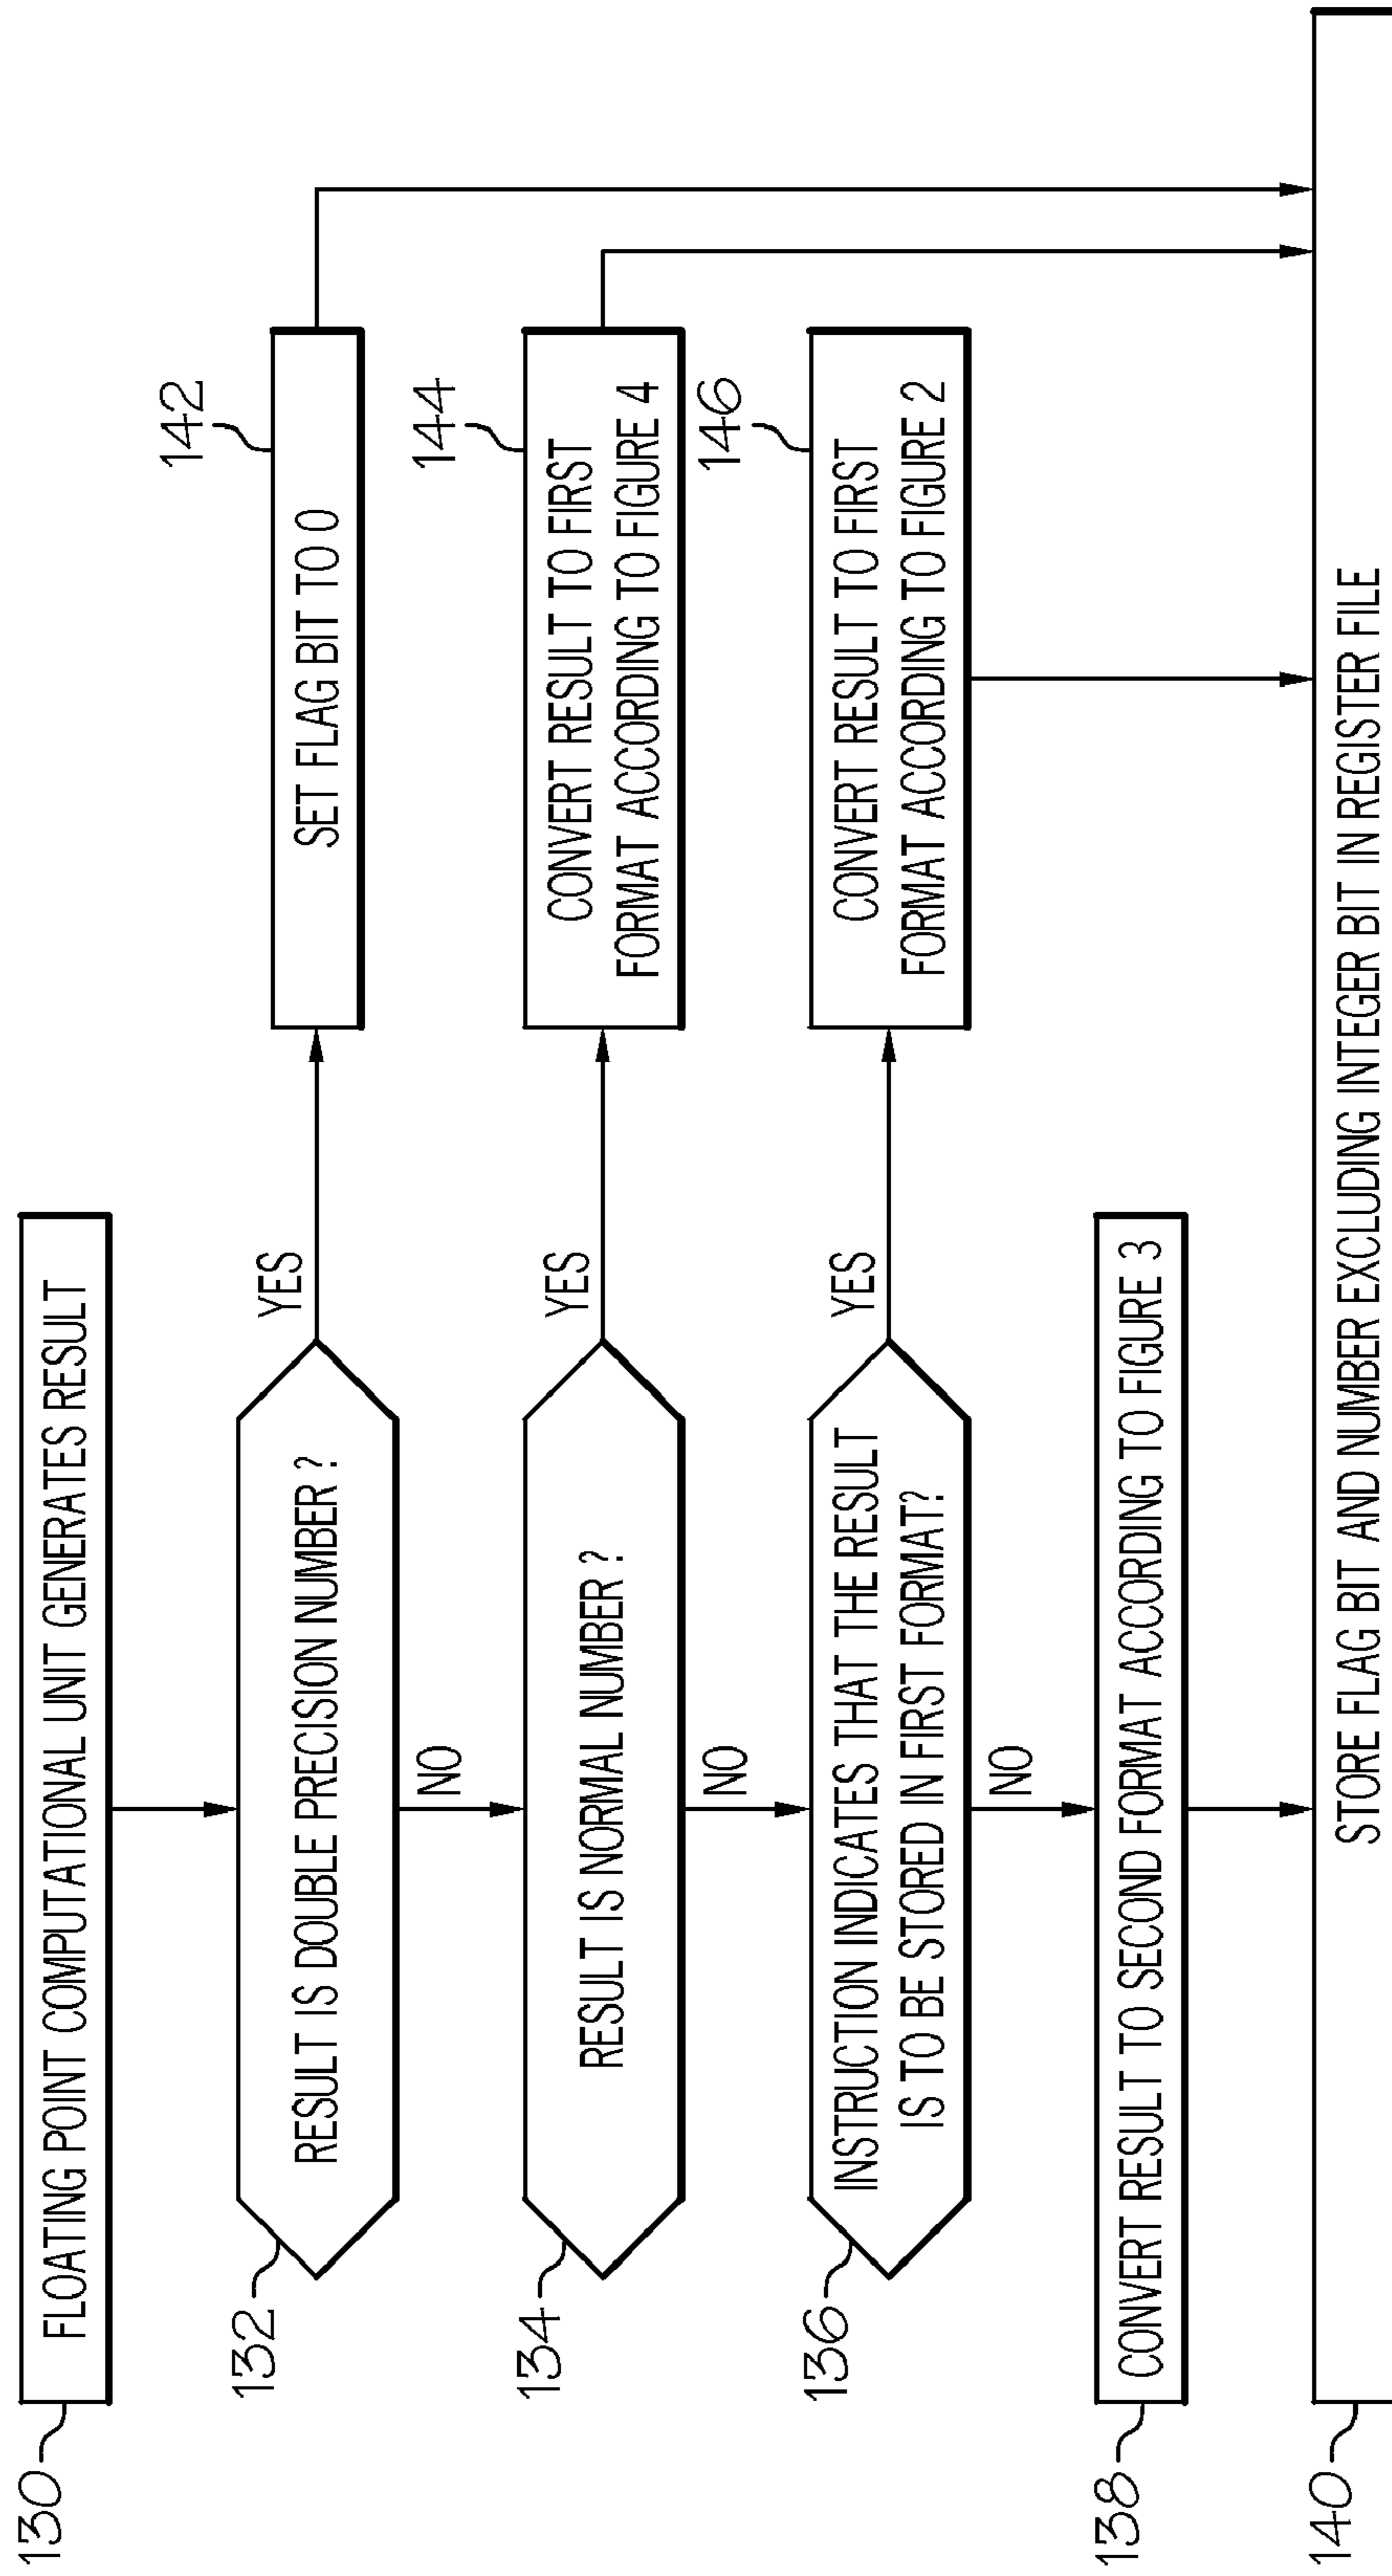 130
FLOATING POINT COMPUTATIONAL UNIT GENERATES RESULT
132
RESULT IS DOUBLE PRECISION NUMBER ?
YES
142
SET FLAG BIT TO 0
NO
134
RESULT IS NORMAL NUMBER ?
YES
144
CONVERT RESULT TO FIRST
FORMAT ACCORDING TO FIGURE 4
NO
136
INSTRUCTION INDICATES THAT THE RESULT
IS TO BE STORED IN FIRST FORMAT?
YES
146
CONVERT RESULT TO FIRST
FORMAT ACCORDING TO FIGURE 2
NO
138
CONVERT RESULT TO SECOND FORMAT ACCORDING TO FIGURE 3
140
STORE FLAG BIT AND NUMBER EXCLUDING INTEGER BIT IN REGISTER FILE